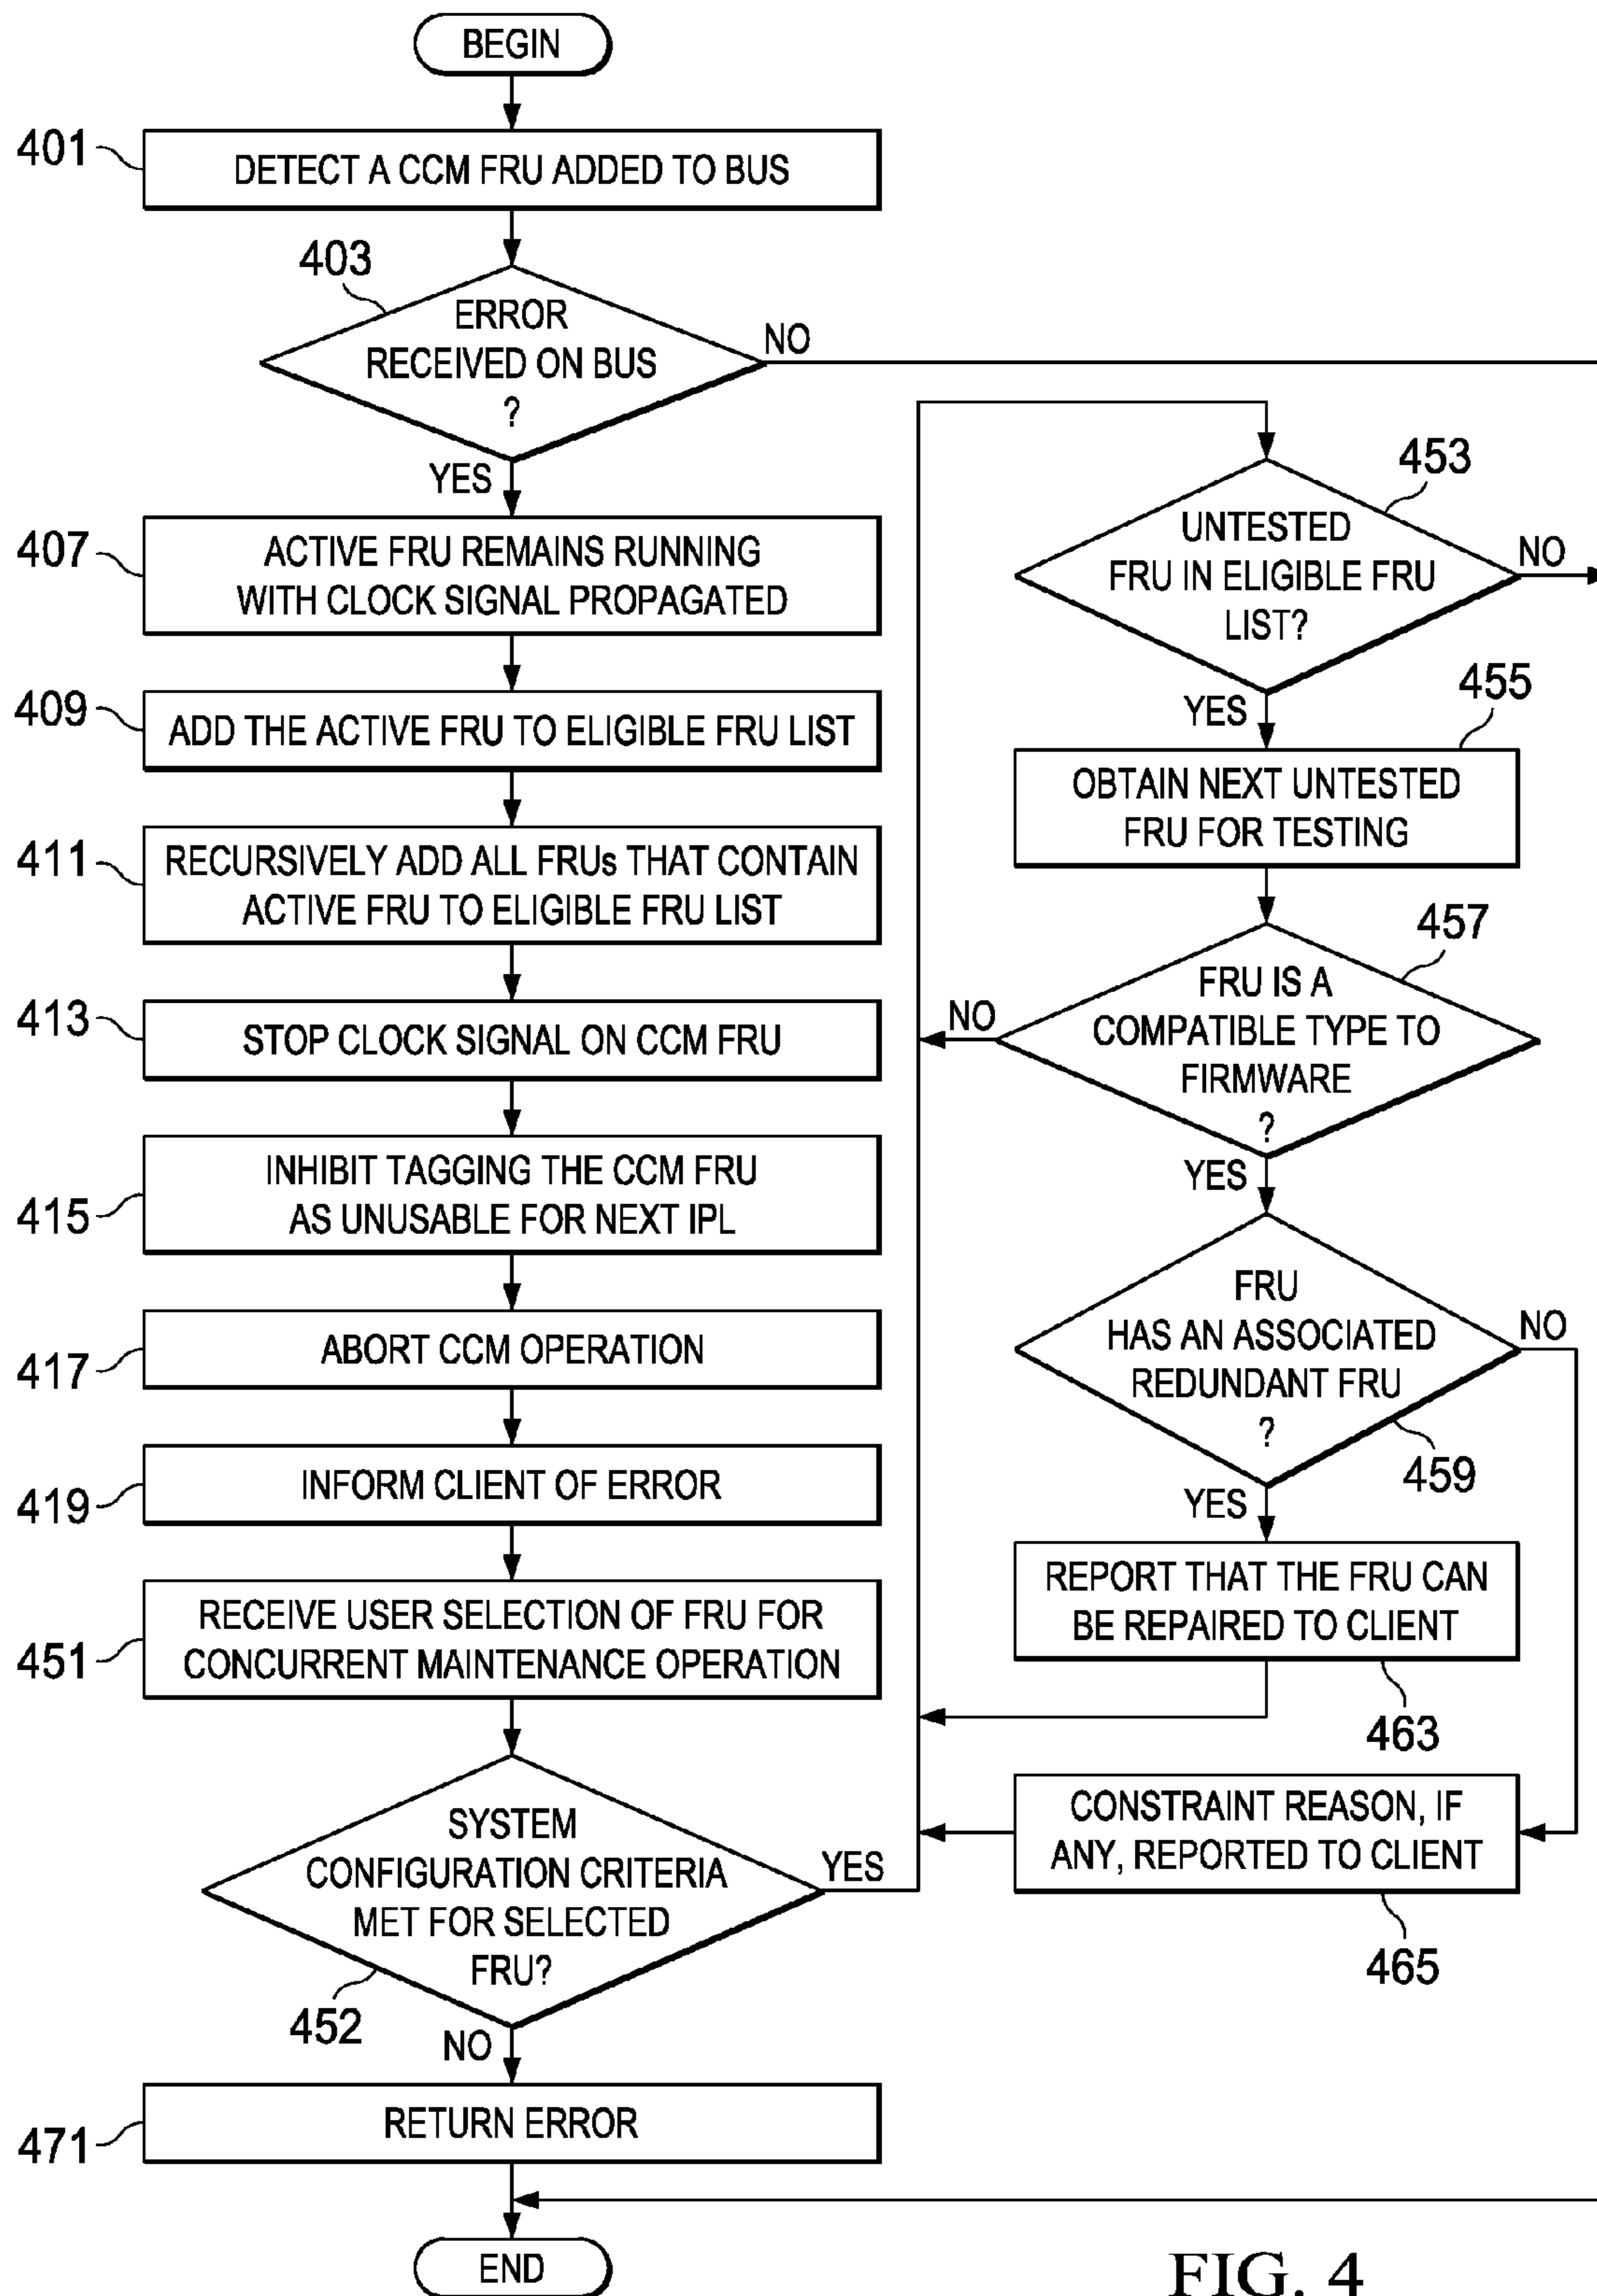 BEGIN
401
DETECT A CCM FRU ADDED TO BUS
403
ERROR
RECEIVED ON BUS
?
NO
YES
407
ACTIVE FRU REMAINS RUNNING
WITH CLOCK SIGNAL PROPAGATED
409
ADD THE ACTIVE FRU TO ELIGIBLE FRU LIST
411
RECURSIVELY ADD ALL FRUs THAT CONTAIN
ACTIVE FRU TO ELIGIBLE FRU LIST
413
STOP CLOCK SIGNAL ON CCM FRU
415
INHIBIT TAGGING THE CCM FRU
AS UNUSABLE FOR NEXT IPL
417
ABORT CCM OPERATION
419
INFORM CLIENT OF ERROR
451
RECEIVE USER SELECTION OF FRU FOR
CONCURRENT MAINTENANCE OPERATION
SYSTEM
CONFIGURATION CRITERIA
MET FOR SELECTED
FRU?
452
YES
NO
471
RETURN ERROR
END
453
UNTESTED
FRU IN ELIGIBLE FRU
LIST?
NO
YES
455
OBTAIN NEXT UNTESTED
FRU FOR TESTING
457
FRU IS A
COMPATIBLE TYPE TO
FIRMWARE
?
NO
YES
FRU
HAS AN ASSOCIATED
REDUNDANT FRU
?
459
NO
YES
REPORT THAT THE FRU CAN
BE REPAIRED TO CLIENT
463
CONSTRAINT REASON, IF
ANY, REPORTED TO CLIENT
465
FIG. 4